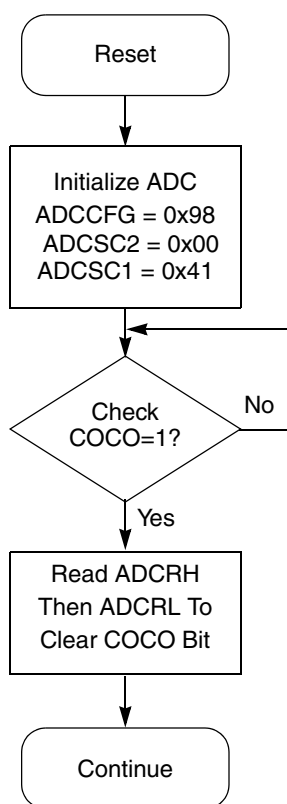 Reset
Initialize ADC
ADCCFG = 0x98
ADCSC2 = 0x00
ADCSC1 = 0x41
Check
COCO=1?
No
Yes
Read ADCRH
Then ADCRL To
Clear COCO Bit
Continue